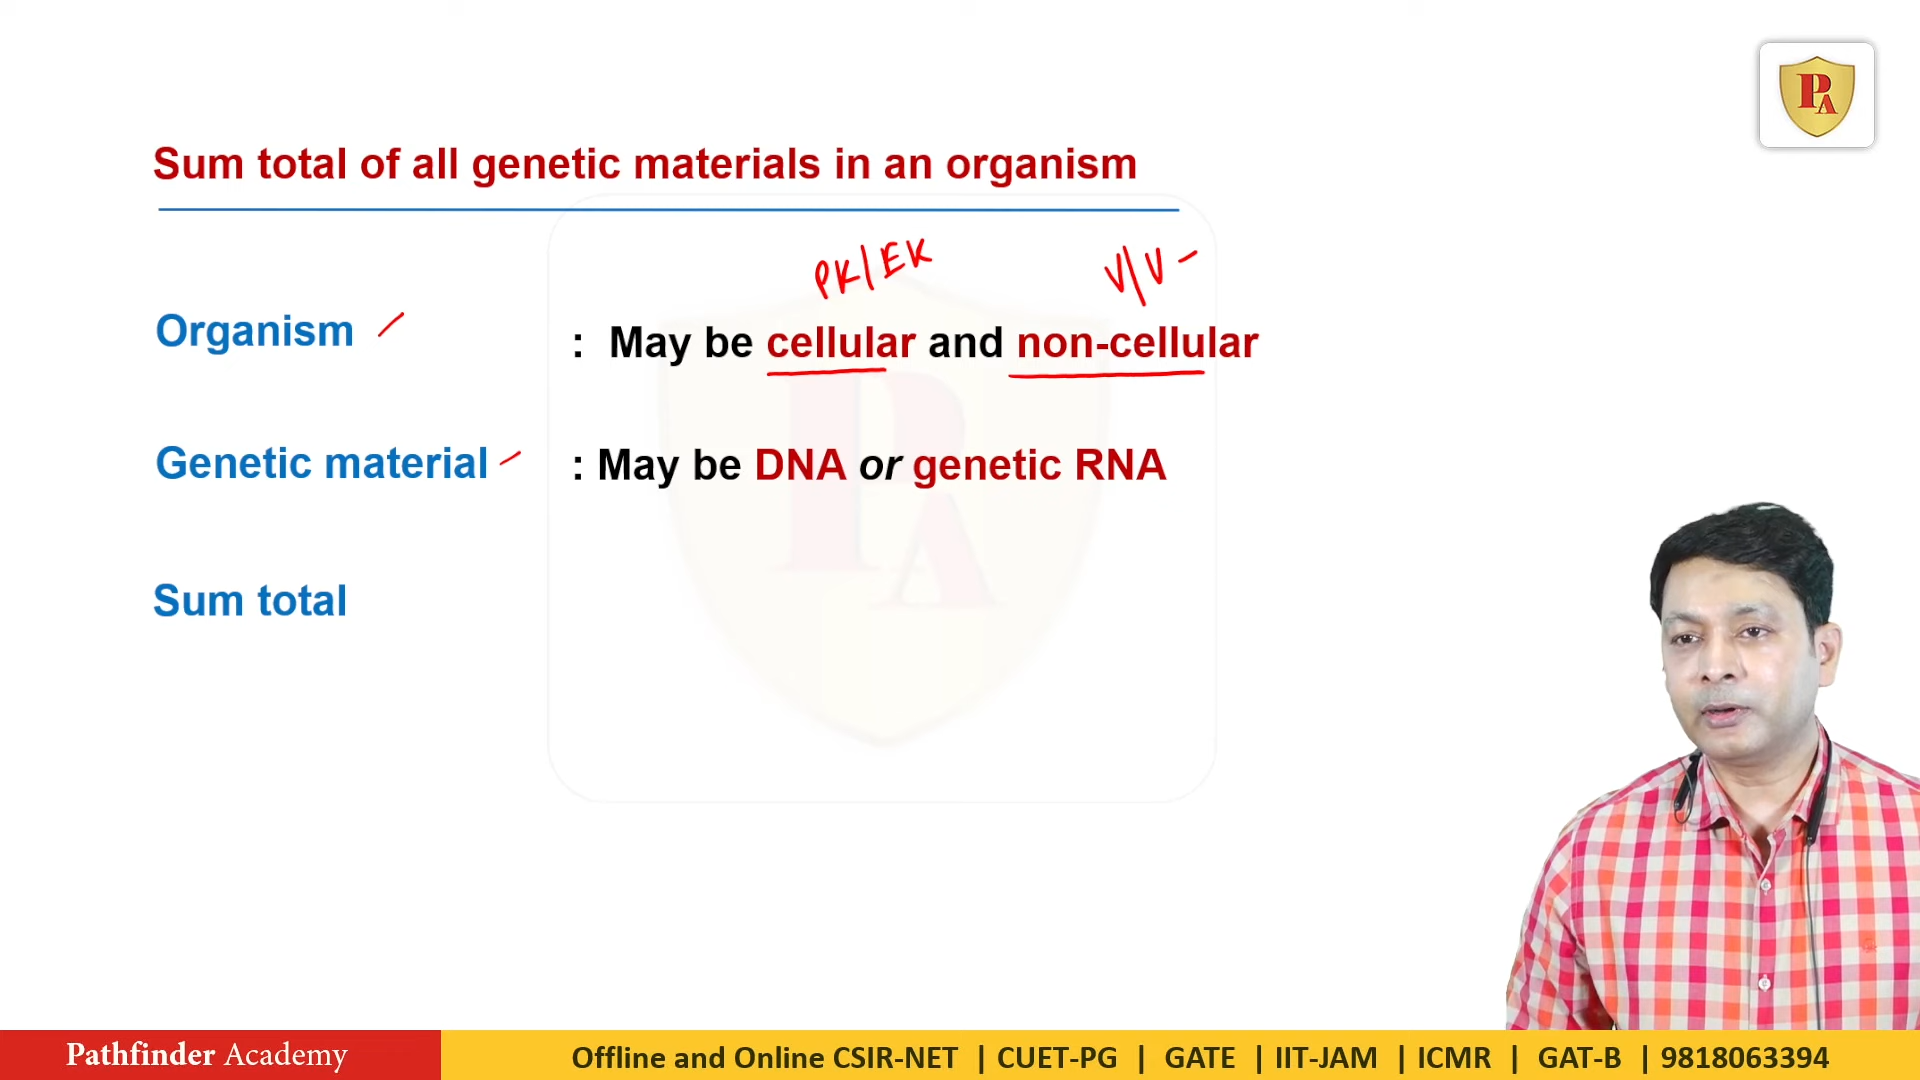 PA
Sum total of all genetic materials in an organism
PK/EK
V/V -
Organism
: May be cellular and non-cellular
Genetic material
: May be DNA or genetic RNA
Sum total
PA
Pathfinder Academy
Offline and Online CSIR-NET | CUET-PG | GATE | IIT-JAM | ICMR | GAT-B | 9818063394